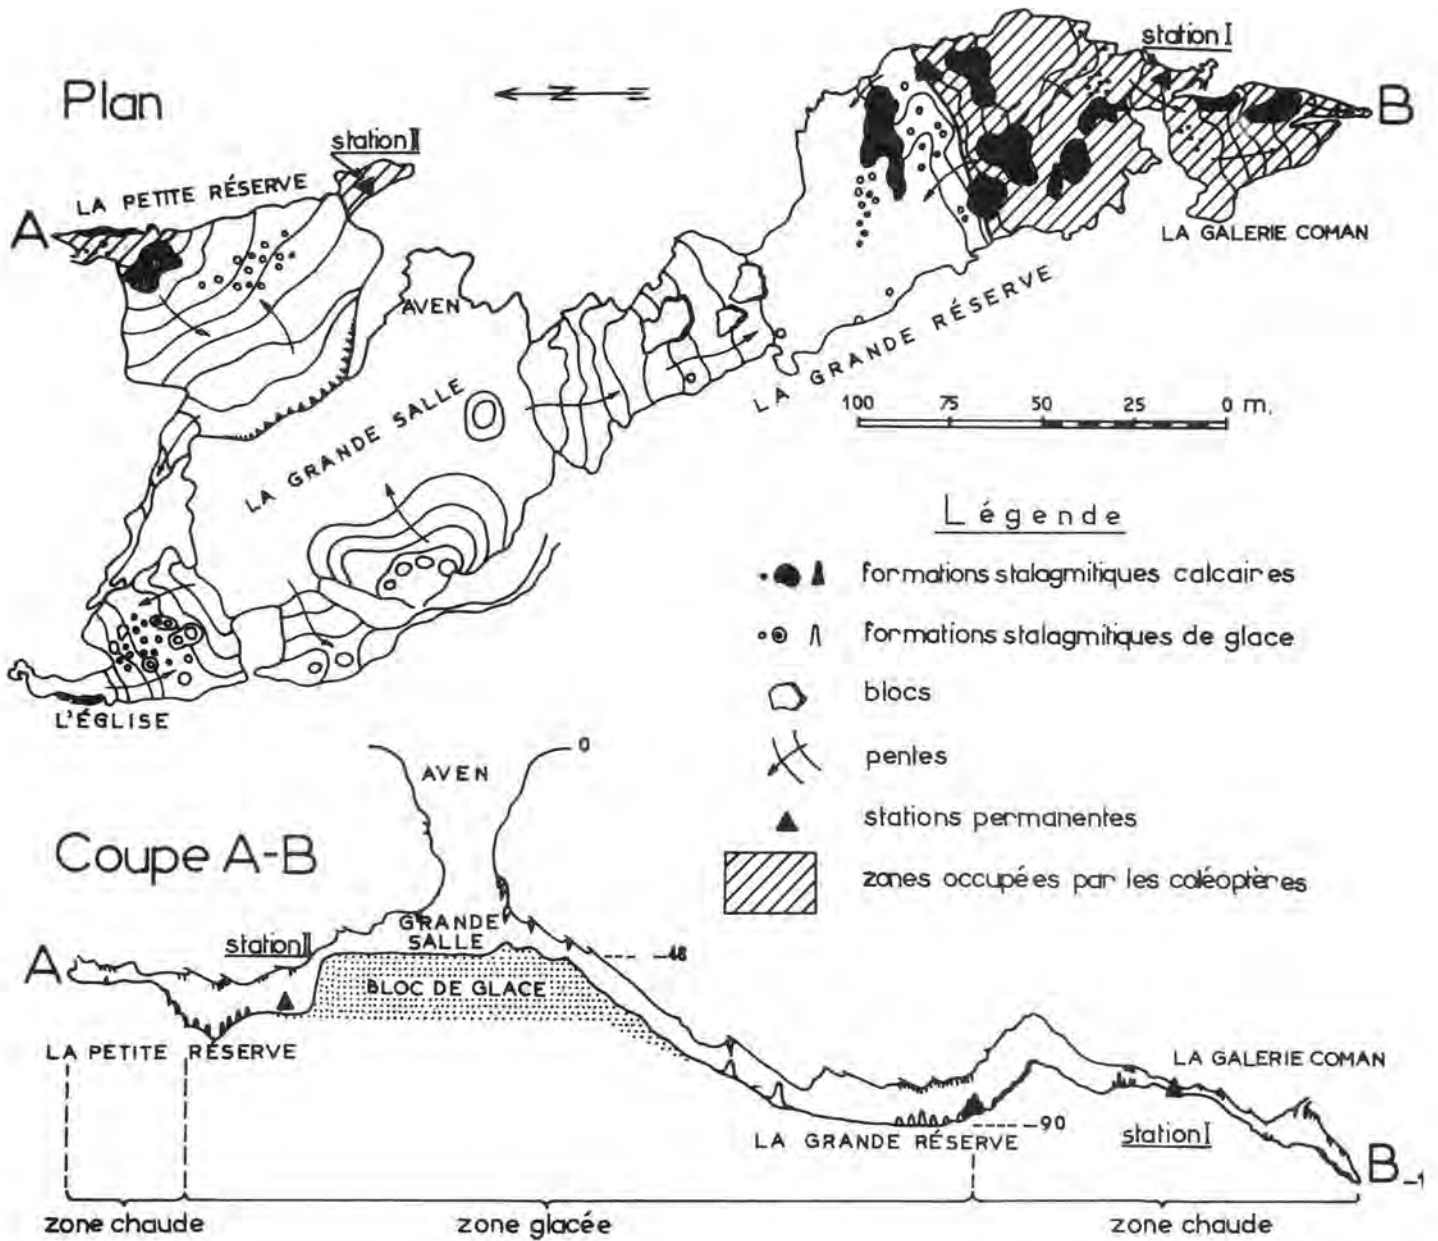 Plan
N
station I
B
station II
LA PETITE RÉSERVE
A
AVEN
LA GALERIE COMAN
LA GRANDE RÉSERVE
LA GRANDE SALLE
100 75 50 25 0 m.
Légende
formations stalagmitiques calcaires
formations stalagmitiques de glace
blocs
pentes
stations permanentes
zones occupées par les coléoptères
L'ÉGLISE
0
AVEN
Coupe A-B
GRANDE
SALLE
station II
A
-48
BLOC DE GLACE
LA PETITE RÉSERVE
LA GALERIE COMAN
-90
LA GRANDE RÉSERVE
station I
B -1
zone chaude
zone glacée
zone chaude